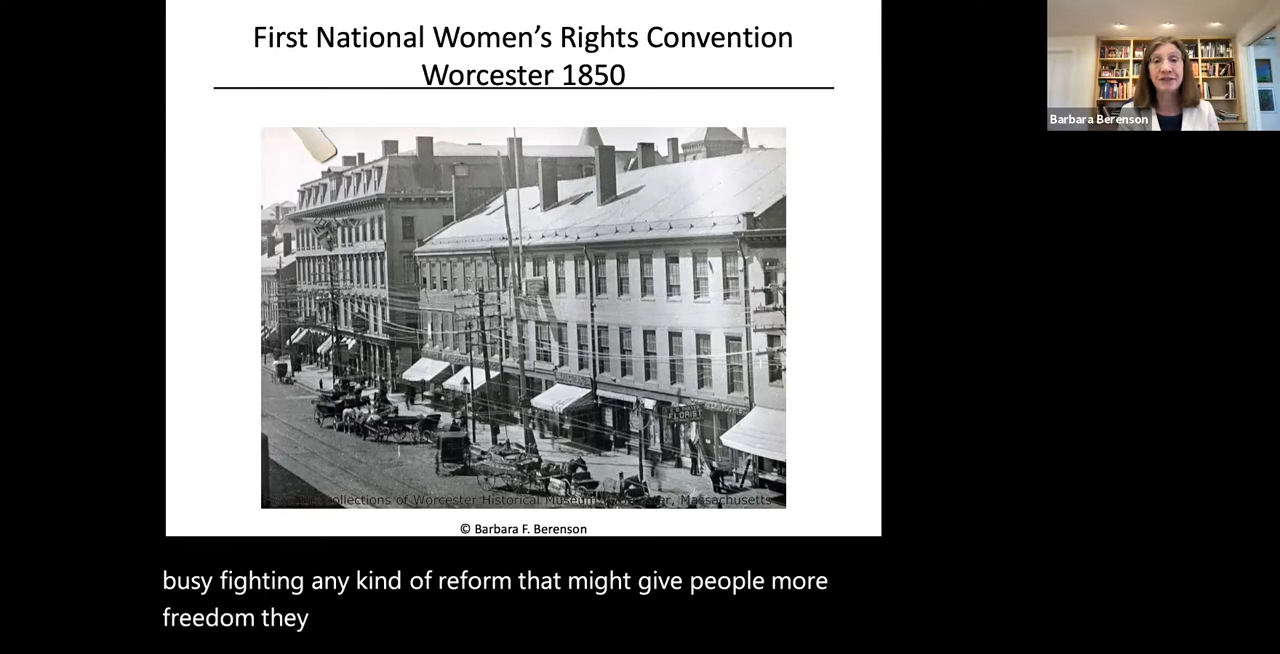 First National Women's Rights Convention
Worcester 1850
Barbara Berenson
FLORIST
collections of Worcester Historical Museum, Massachusetts
© Barbara F. Berenson
busy fighting any kind of reform that might give people more
freedom they